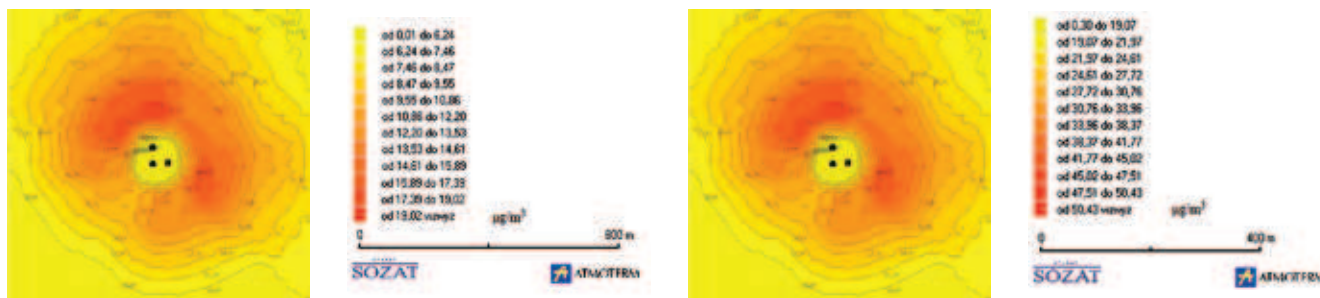 od 0,01 do 6,24
od 6,24 do 7,46
od 7,46 do 8,47
od 8,47 do 9,55
od 9,55 do 10,86
od 10,86 do 12,20
od 12,20 do 13,53
od 13,53 do 14,61
od 14,61 do 15,89
od 15,89 do 17,39
od 17,39 do 19,02
od 19,02 wzwyż
µg/m³
0 800 m
SOZAT ATMOTERM
od 0,30 do 19,07
od 19,07 do 21,97
od 21,97 do 24,61
od 24,61 do 27,72
od 27,72 do 30,76
od 30,76 do 33,96
od 33,96 do 38,37
od 38,37 do 41,77
od 41,77 do 45,02
od 45,02 do 47,51
od 47,51 do 50,43
od 50,43 wzwyż
µg/m³
0 400 m
SOZAT ATMOTERM